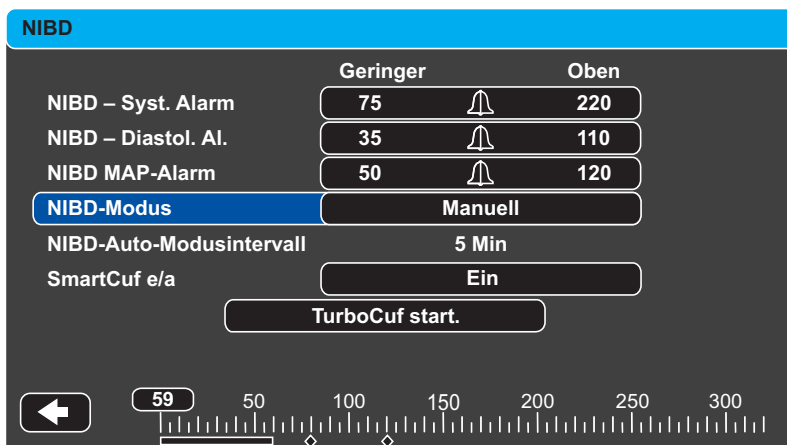 NIBD
Geringer Oben
NIBD – Syst. Alarm 75 220
NIBD – Diastol. Al. 35 110
NIBD MAP-Alarm 50 120
NIBD-Modus Manuell
NIBD-Auto-Modusintervall 5 Min
SmartCuf e/a Ein
TurboCuf start.
59 50 100 150 200 250 300